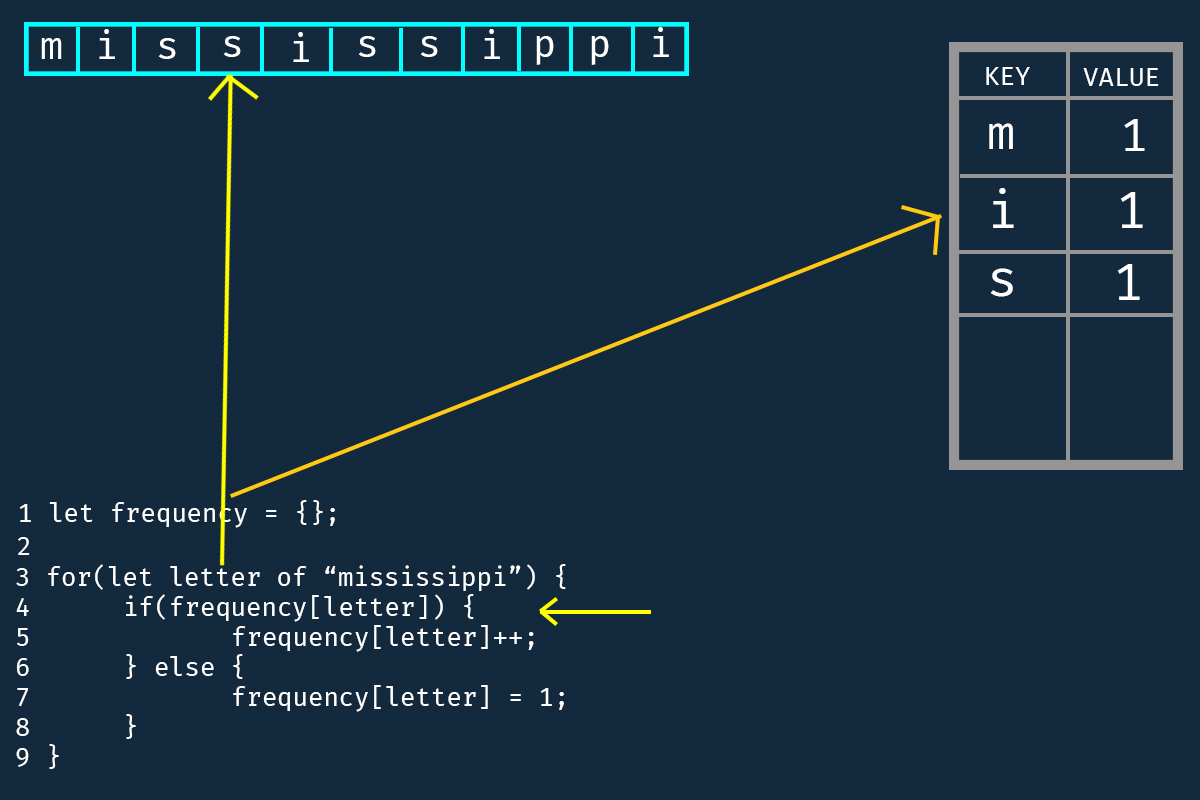 m i s s i s s i p p i
KEY VALUE
m 1
i 1
s 1
1 let frequency = {};
2
3 for(let letter of “mississippi”) {
4 if(frequency[letter]) {
5 frequency[letter]++;
6 } else {
7 frequency[letter] = 1;
8 }
9 }